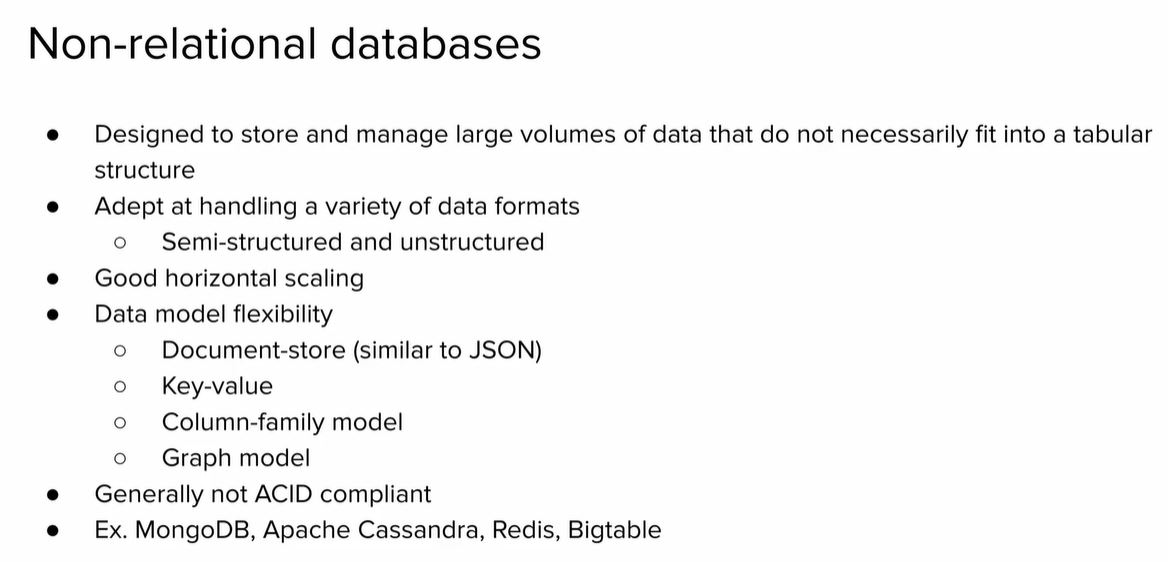 Non-relational databases
● Designed to store and manage large volumes of data that do not necessarily fit into a tabular
structure
● Adept at handling a variety of data formats
○ Semi-structured and unstructured
● Good horizontal scaling
● Data model flexibility
○ Document-store (similar to JSON)
○ Key-value
○ Column-family model
○ Graph model
● Generally not ACID compliant
● Ex. MongoDB, Apache Cassandra, Redis, Bigtable